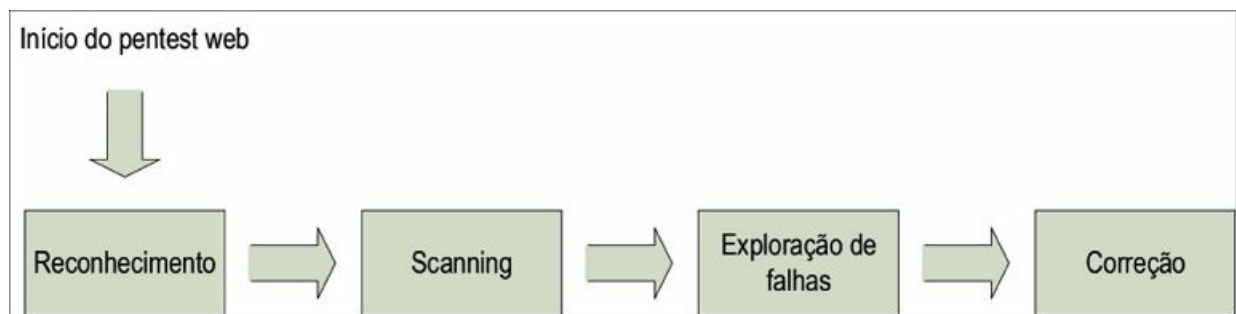 Início do pentest web
Reconhecimento
Scanning
Exploração de
falhas
Correção